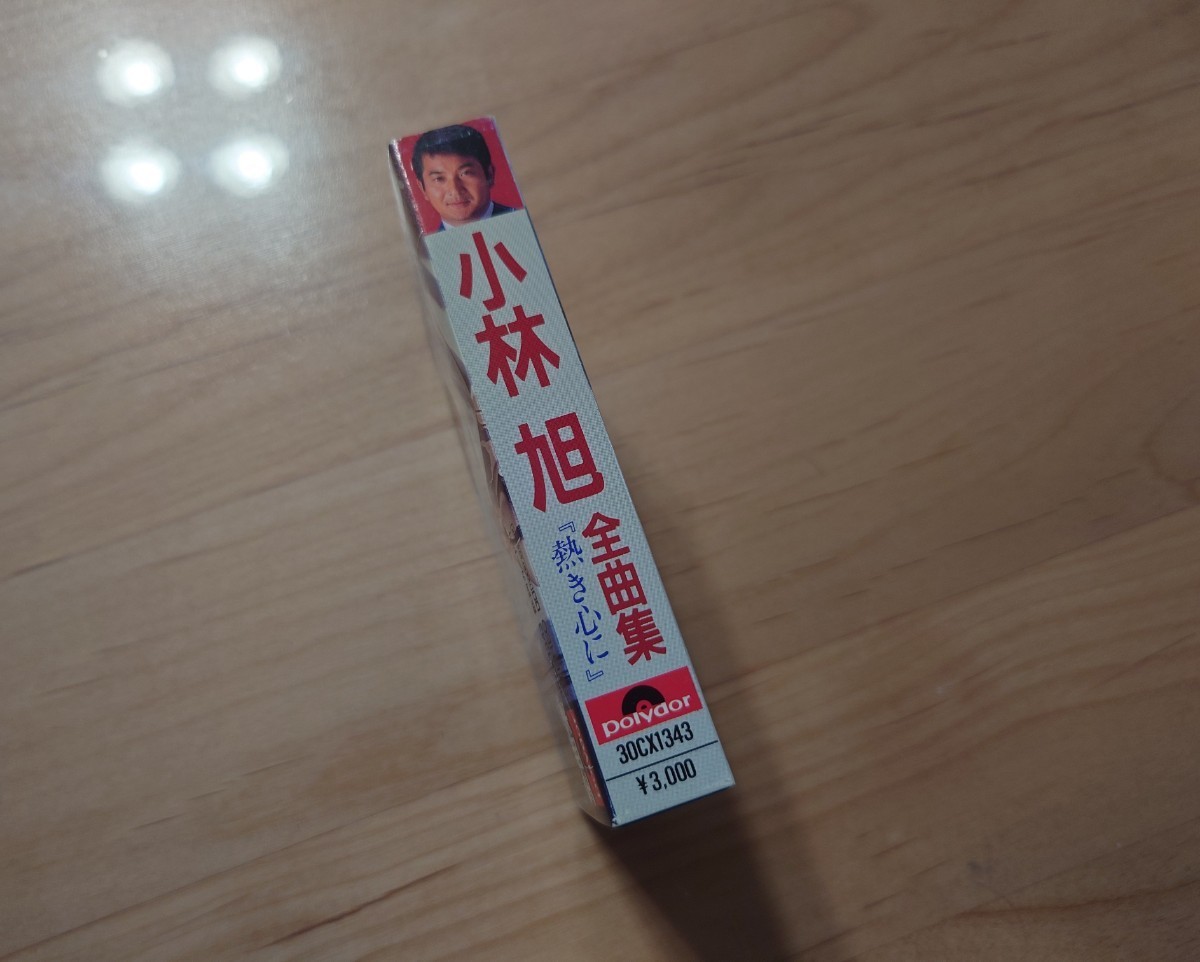 小林 旭
全曲集
『熱き心に』
polydor
30CX1343
¥3,000